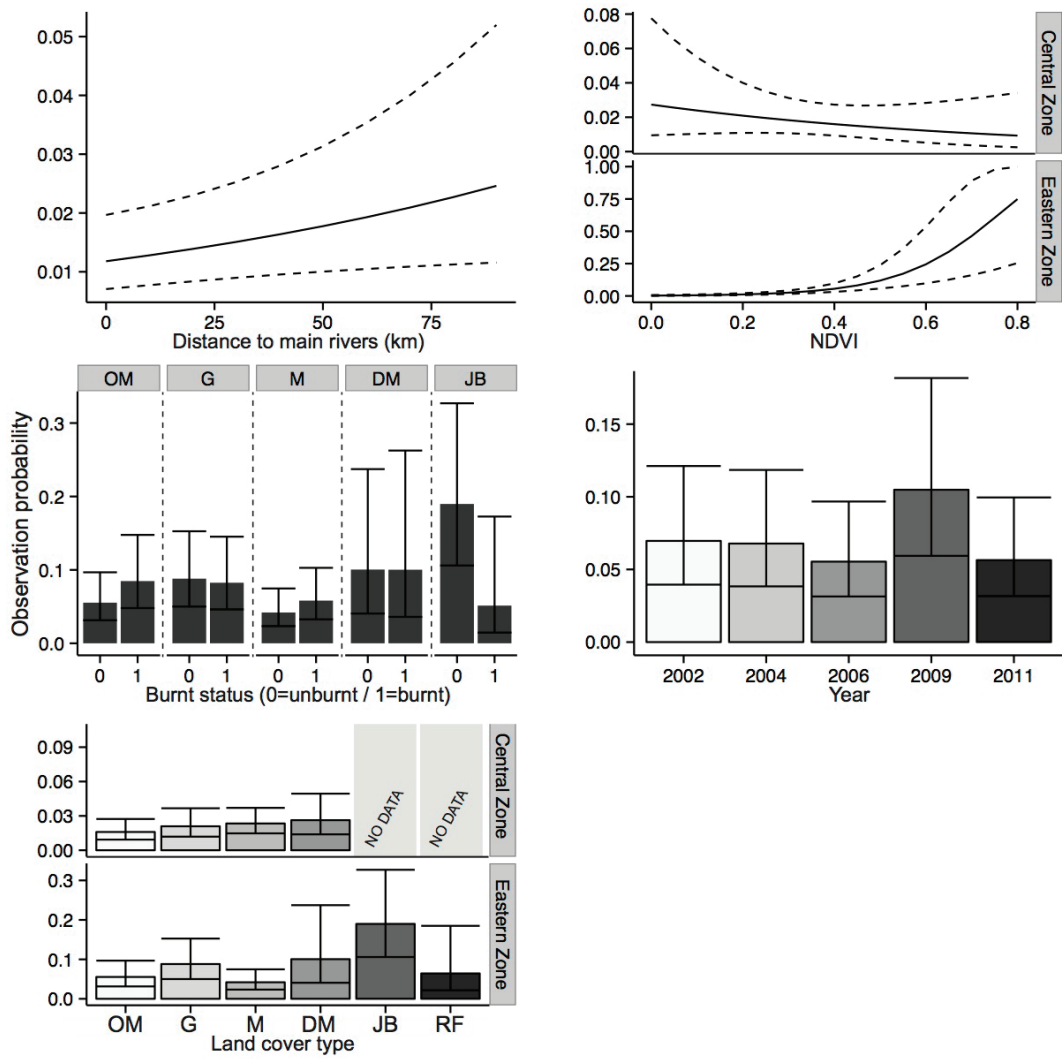 0.05
0.04
0.03
0.02
0.01
0 25 50 75
Distance to main rivers (km)
0.08
0.06
0.04
0.02
0.00
Central Zone
1.00
0.75
0.50
0.25
0.00
Eastern Zone
0.0 0.2 0.4 0.6 0.8
NDVI
Observation probability
OM G M DM JB
0.3
0.2
0.1
0.0
0 1 0 1 0 1 0 1 0 1
Burnt status (0=unburnt / 1=burnt)
0.15
0.10
0.05
0.00
2002 2004 2006 2009 2011
Year
0.09
0.06
0.03
0.00
NO DATA NO DATA
Central Zone
0.3
0.2
0.1
0.0
Eastern Zone
OM G M DM JB RF
Land cover type